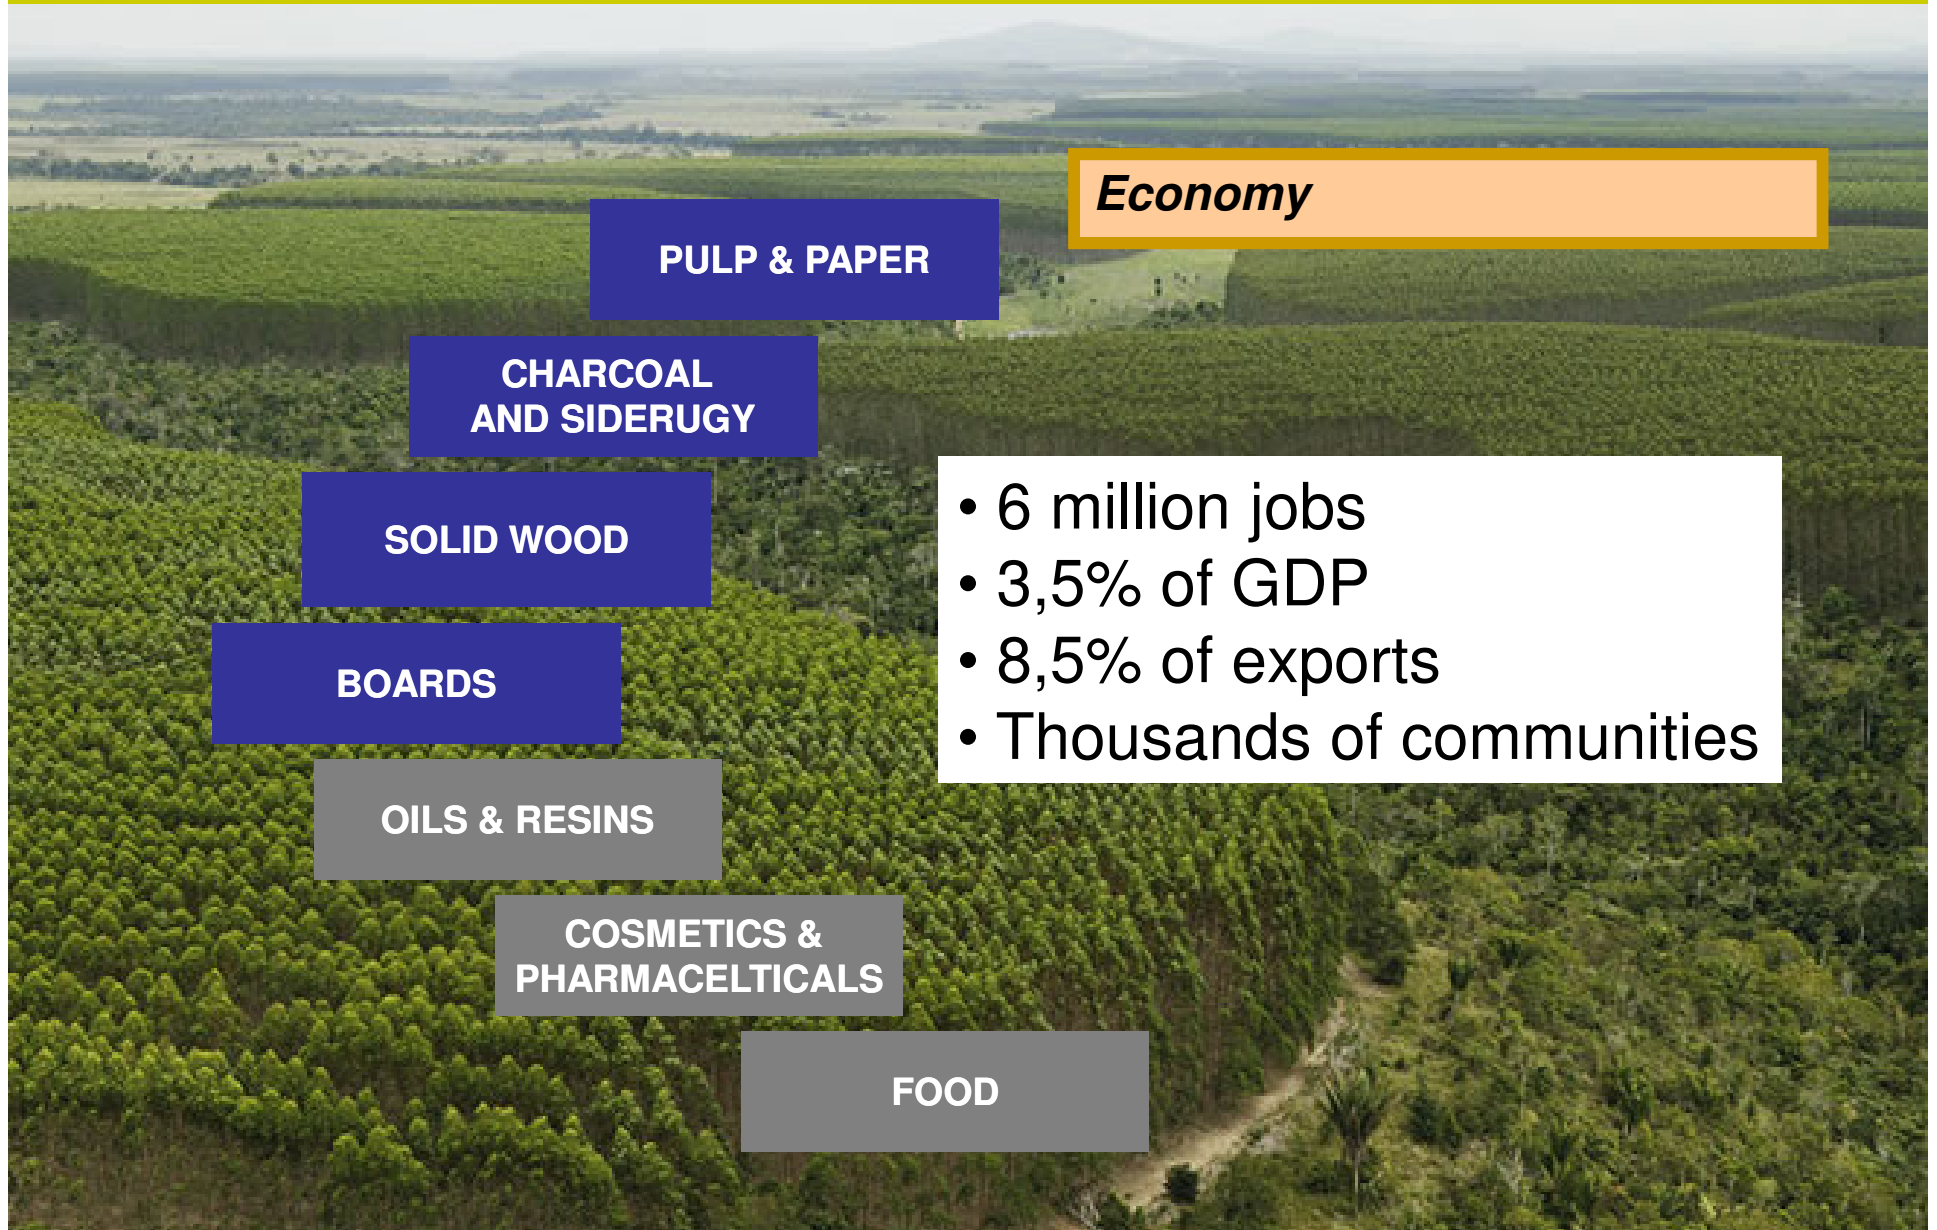 Economy
PULP & PAPER
CHARCOAL
AND SIDERUGY
SOLID WOOD
BOARDS
OILS & RESINS
COSMETICS &
PHARMACELTICALS
FOOD
• 6 million jobs
• 3,5% of GDP
• 8,5% of exports
• Thousands of communities